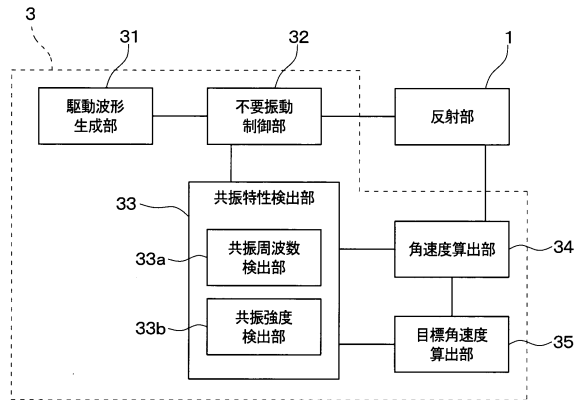 3
31
32
1
駆動波形
生成部
不要振動
制御部
反射部
33
共振特性検出部
33a
共振周波数
検出部
33b
共振強度
検出部
角速度算出部
34
目標角速度
算出部
35